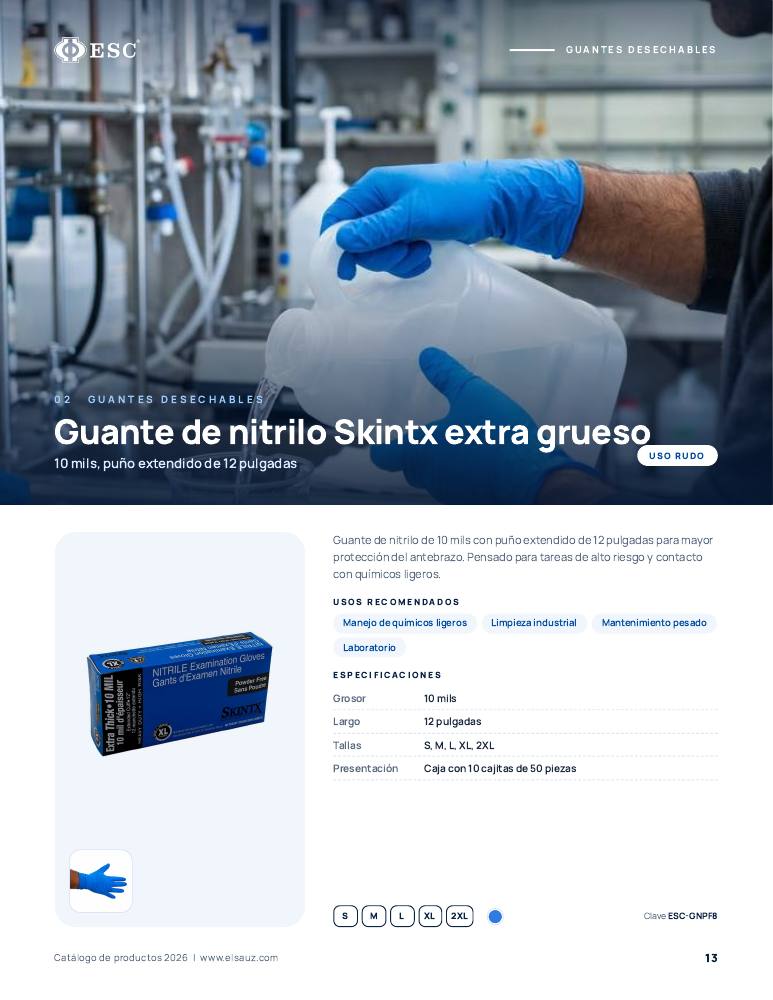 ESC
GUANTES DESECHABLES
02 GUANTES DESECHABLES
Guante de nitrilo Skintx extra grueso
USO RUDO
10 mils, puño extendido de 12 pulgadas
Guante de nitrilo de 10 mils con puño extendido de 12 pulgadas para mayor
protección del antebrazo. Pensado para tareas de alto riesgo y contacto
con químicos ligeros.
USOS RECOMENDADOS
Manejo de químicos ligeros Limpieza industrial Mantenimiento pesado
Laboratorio
ESPECIFICACIONES
Grosor 10 mils
Largo 12 pulgadas
Tallas S, M, L, XL, 2XL
Presentación Caja con 10 cajitas de 50 piezas
NITRILE Examination Gloves
Gants d'Examen Nitrile
Powder Free
Sans Poudre
SKINTX
XL
Extra Thick•10 MIL
10 mil d'épaisseur
S M L XL 2XL
Clave ESC-GNPF8
Catálogo de productos 2026 | www.elsauz.com
13